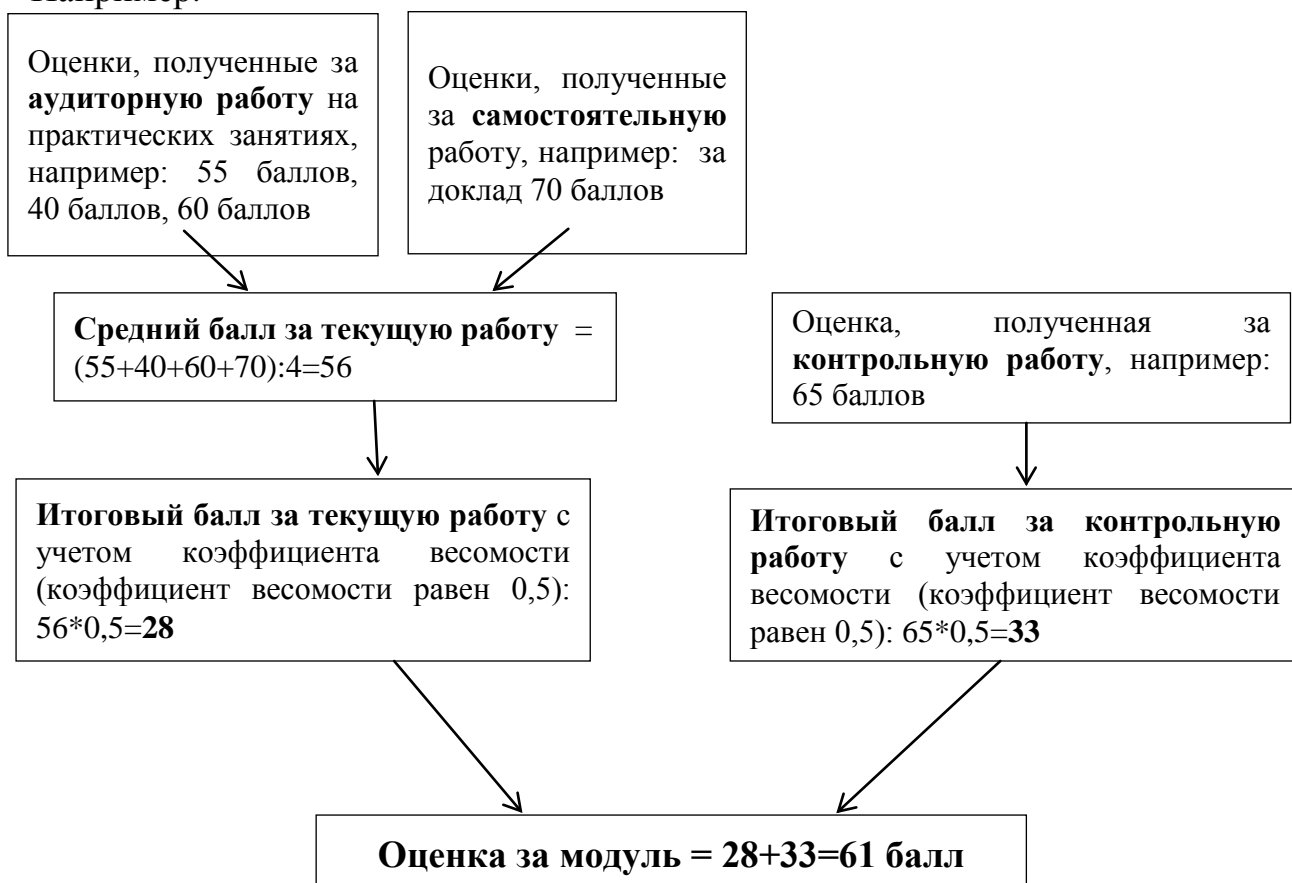 Например:
Оценки, полученные за
аудиторную работу на
практических занятиях,
например: 55 баллов,
40 баллов, 60 баллов
Оценки, полученные
за самостоятельную
работу, например: за
доклад 70 баллов
Средний балл за текущую работу =
(55+40+60+70):4=56
Оценка, полученная за
контрольную работу, например:
65 баллов
Итоговый балл за текущую работу с
учетом коэффициента весомости
(коэффициент весомости равен 0,5):
56*0,5=28
Итоговый балл за контрольную
работу с учетом коэффициента
весомости (коэффициент весомости
равен 0,5): 65*0,5=33
Оценка за модуль = 28+33=61 балл